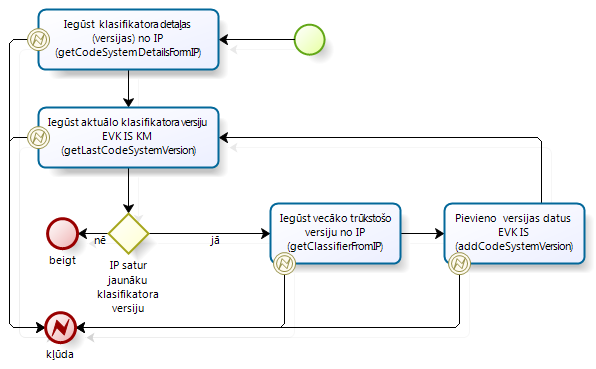 Iegūst klasifikatora detaļas
(versijas) no IP
(getCodeSystemDetailsFormIP)
Iegūst aktuālo klasifikatora versiju
EVK IS KM
(getLastCodeSystemVersion)
nē
jā
beigt
IP satur
jaunāku
klasifikatora
versiju
Iegūst vecāko trūkstošo
versiju no IP
(getClassifierFromIP)
Pievieno versijas datus
EVK IS
(addCodeSystemVersion)
kļūda